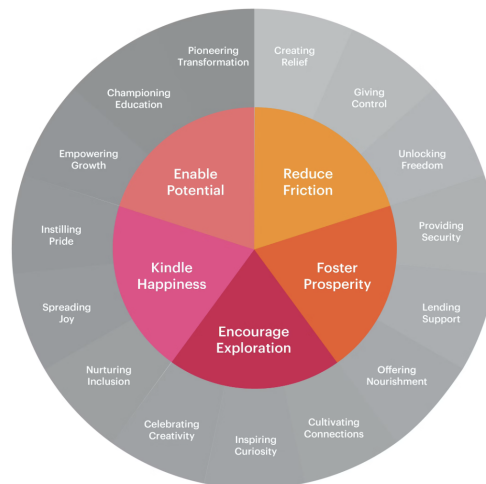 Pioneering
Transformation
Creating
Relief
Giving
Control
Unlocking
Freedom
Providing
Security
Lending
Support
Offering
Nourishment
Cultivating
Connections
Inspiring
Curiosity
Celebrating
Creativity
Nurturing
Inclusion
Spreading
Joy
Instilling
Pride
Empowering
Growth
Championing
Education
Enable
Potential
Reduce
Friction
Foster
Prosperity
Encourage
Exploration
Kindle
Happiness